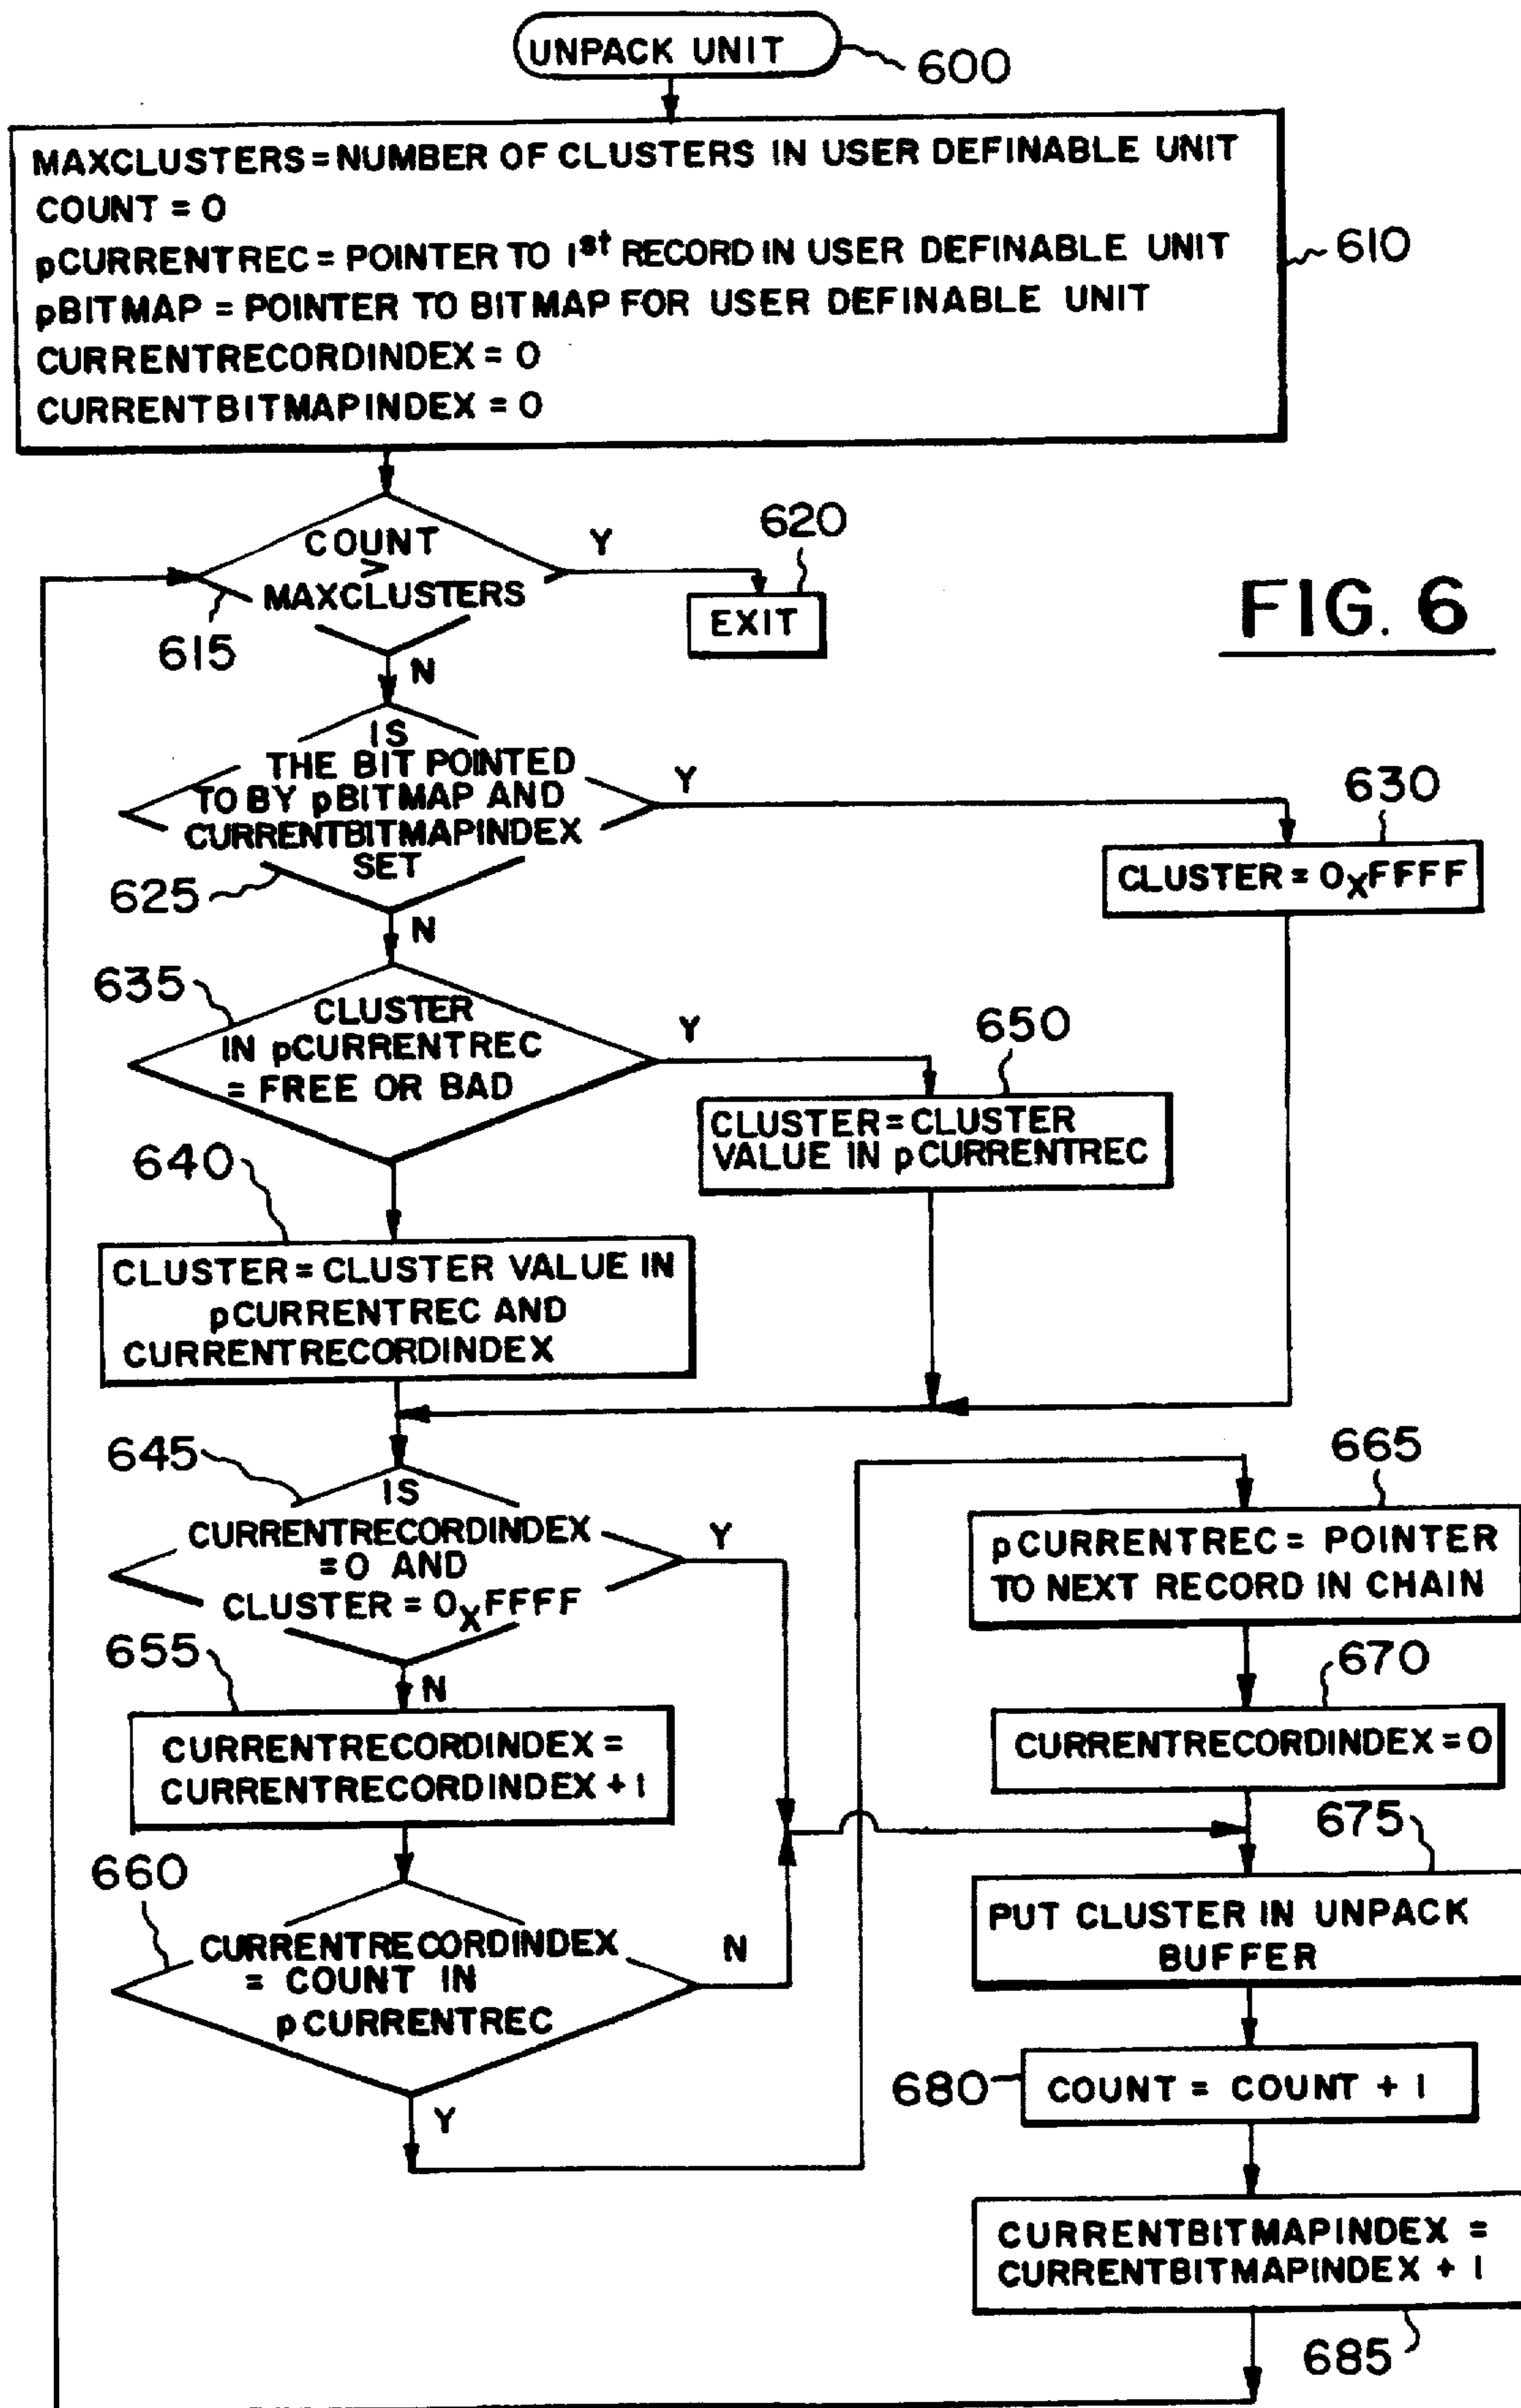 UNPACK UNIT
600
MAXCLUSTERS = NUMBER OF CLUSTERS IN USER DEFINABLE UNIT
COUNT = 0
pCURRENTREC = POINTER TO 1st RECORD IN USER DEFINABLE UNIT
pBITMAP = POINTER TO BITMAP FOR USER DEFINABLE UNIT
CURRENTRECORDINDEX = 0
CURRENTBITMAPINDEX = 0
610
COUNT
>
MAXCLUSTERS
615
Y
620
EXIT
FIG. 6
N
IS
THE BIT POINTED
TO BY pBITMAP AND
CURRENTBITMAPINDEX
SET
625
Y
630
CLUSTER = 0xFFFF
N
635
CLUSTER
IN pCURRENTREC
= FREE OR BAD
Y
650
CLUSTER = CLUSTER
VALUE IN pCURRENTREC
640
CLUSTER = CLUSTER VALUE IN
pCURRENTREC AND
CURRENTRECORDINDEX
645
IS
CURRENTRECORDINDEX
= 0 AND
CLUSTER = 0xFFFF
Y
N
655
CURRENTRECORDINDEX =
CURRENTRECORDINDEX + 1
660
CURRENTRECORDINDEX
= COUNT IN
pCURRENTREC
N
Y
665
pCURRENTREC = POINTER
TO NEXT RECORD IN CHAIN
670
CURRENTRECORDINDEX = 0
675
PUT CLUSTER IN UNPACK
BUFFER
680
COUNT = COUNT + 1
CURRENTBITMAPINDEX =
CURRENTBITMAPINDEX + 1
685